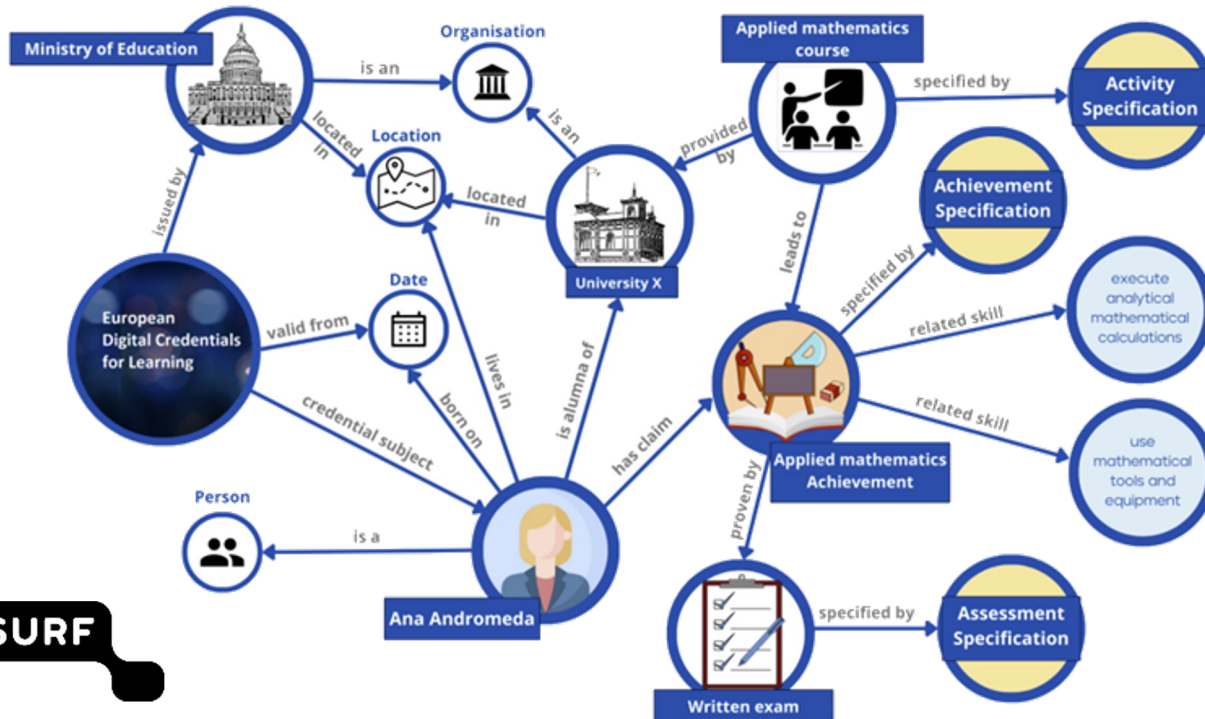 Ministry of Education
is an
Organisation
Applied mathematics
course
specified by
Activity
Specification
located
in
Location
is an
provided
by
Achievement
Specification
issued by
located
in
University X
leads to
specified by
execute
analytical
mathematical
calculations
European
Digital Credentials
for Learning
valid from
Date
lives in
is alumna of
related skill
born on
credential subject
has claim
related skill
use
mathematical
tools and
equipment
Applied mathematics
Achievement
proven by
Person
is a
Ana Andromeda
specified by
Assessment
Specification
SURF
Written exam